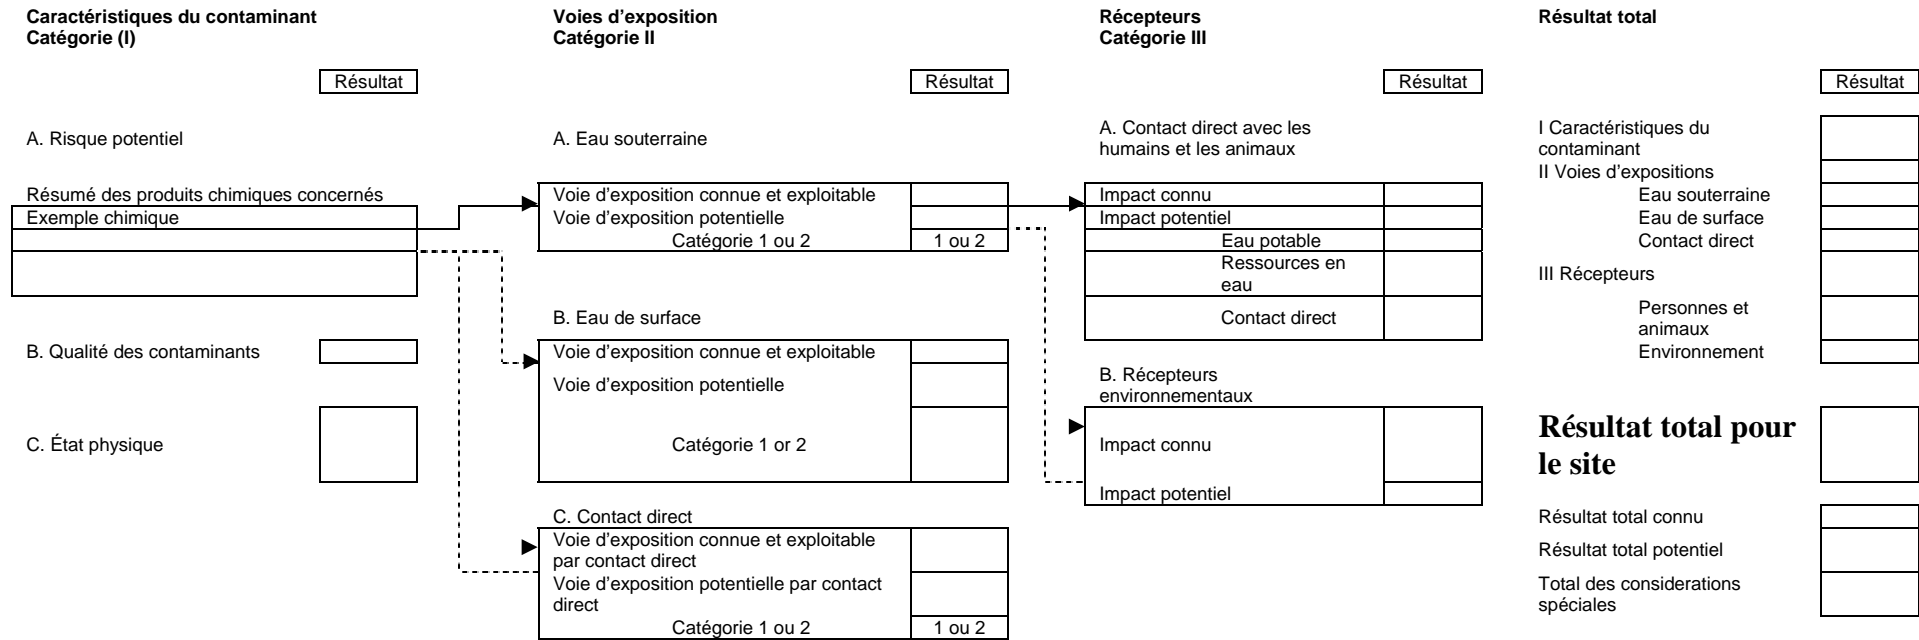 Caractéristiques du contaminant
Catégorie (I)
Résultat
A. Risque potentiel
Résumé des produits chimiques concernés
Exemple chimique
B. Qualité des contaminants
C. État physique
Voies d'exposition
Catégorie II
Résultat
A. Eau souterraine
Voie d'exposition connue et exploitable
Voie d'exposition potentielle
Catégorie 1 ou 2
1 ou 2
B. Eau de surface
Voie d'exposition connue et exploitable
Voie d'exposition potentielle
Catégorie 1 or 2
C. Contact direct
Voie d'exposition connue et exploitable
par contact direct
Voie d'exposition potentielle par contact
direct
Catégorie 1 ou 2
1 ou 2
Récepteurs
Catégorie III
Résultat
A. Contact direct avec les
humains et les animaux
Impact connu
Impact potentiel
Eau potable
Ressources en
eau
Contact direct
B. Récepteurs
environnementaux
Impact connu
Impact potentiel
Résultat total
Résultat
I Caractéristiques du
contaminant
II Voies d'expositions
Eau souterraine
Eau de surface
Contact direct
III Récepteurs
Personnes et
animaux
Environnement
Résultat total pour
le site
Résultat total connu
Résultat total potentiel
Total des considerations
spéciales